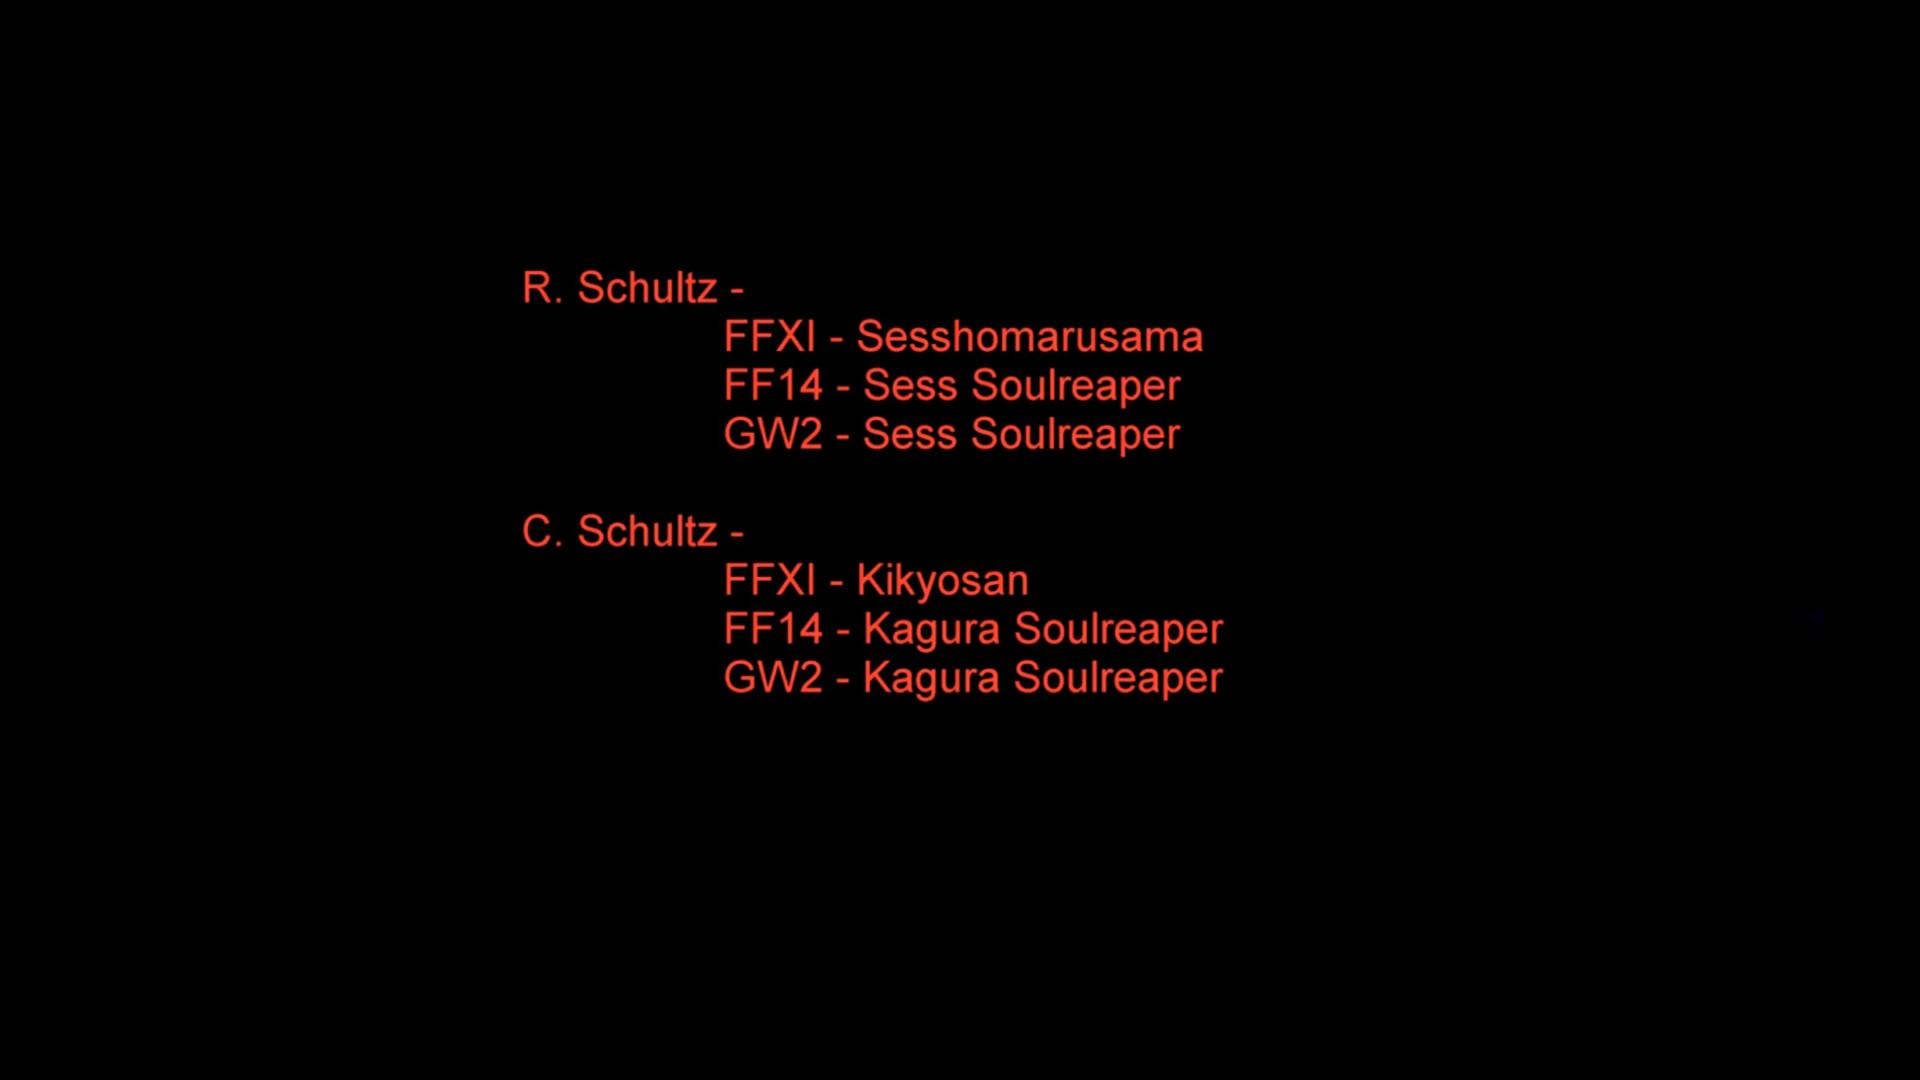 R. Schultz -
FFXI - Sesshomarusama
FF14 - Sess Soulreaper
GW2 - Sess Soulreaper
C. Schultz -
FFXI - Kikyosan
FF14 - Kagura Soulreaper
GW2 - Kagura Soulreaper